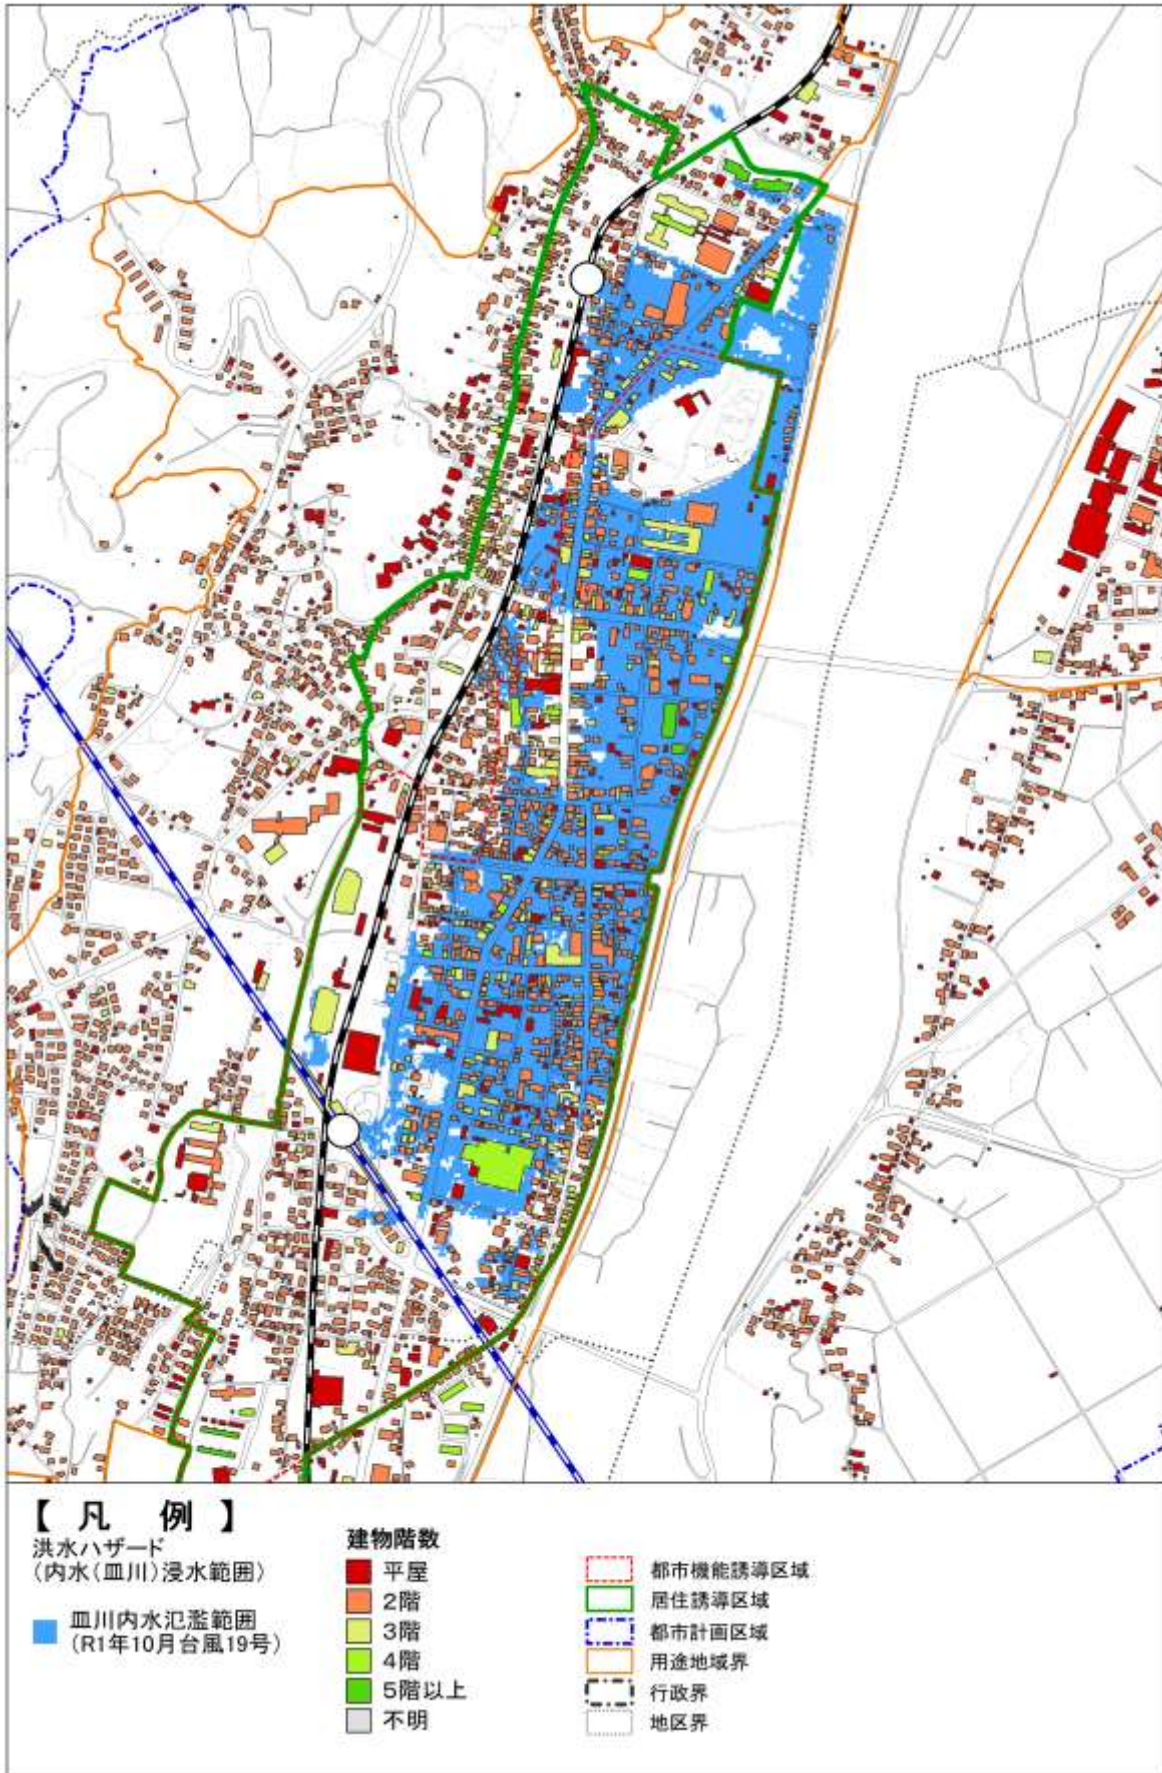 【 凡 例 】
洪水ハザード
(内水(皿川)浸水範囲)
皿川内水氾濫範囲
(R1年10月台風19号)
建物階数
平屋
2階
3階
4階
5階以上
不明
都市機能誘導区域
居住誘導区域
都市計画区域
用途地域界
行政界
地区界